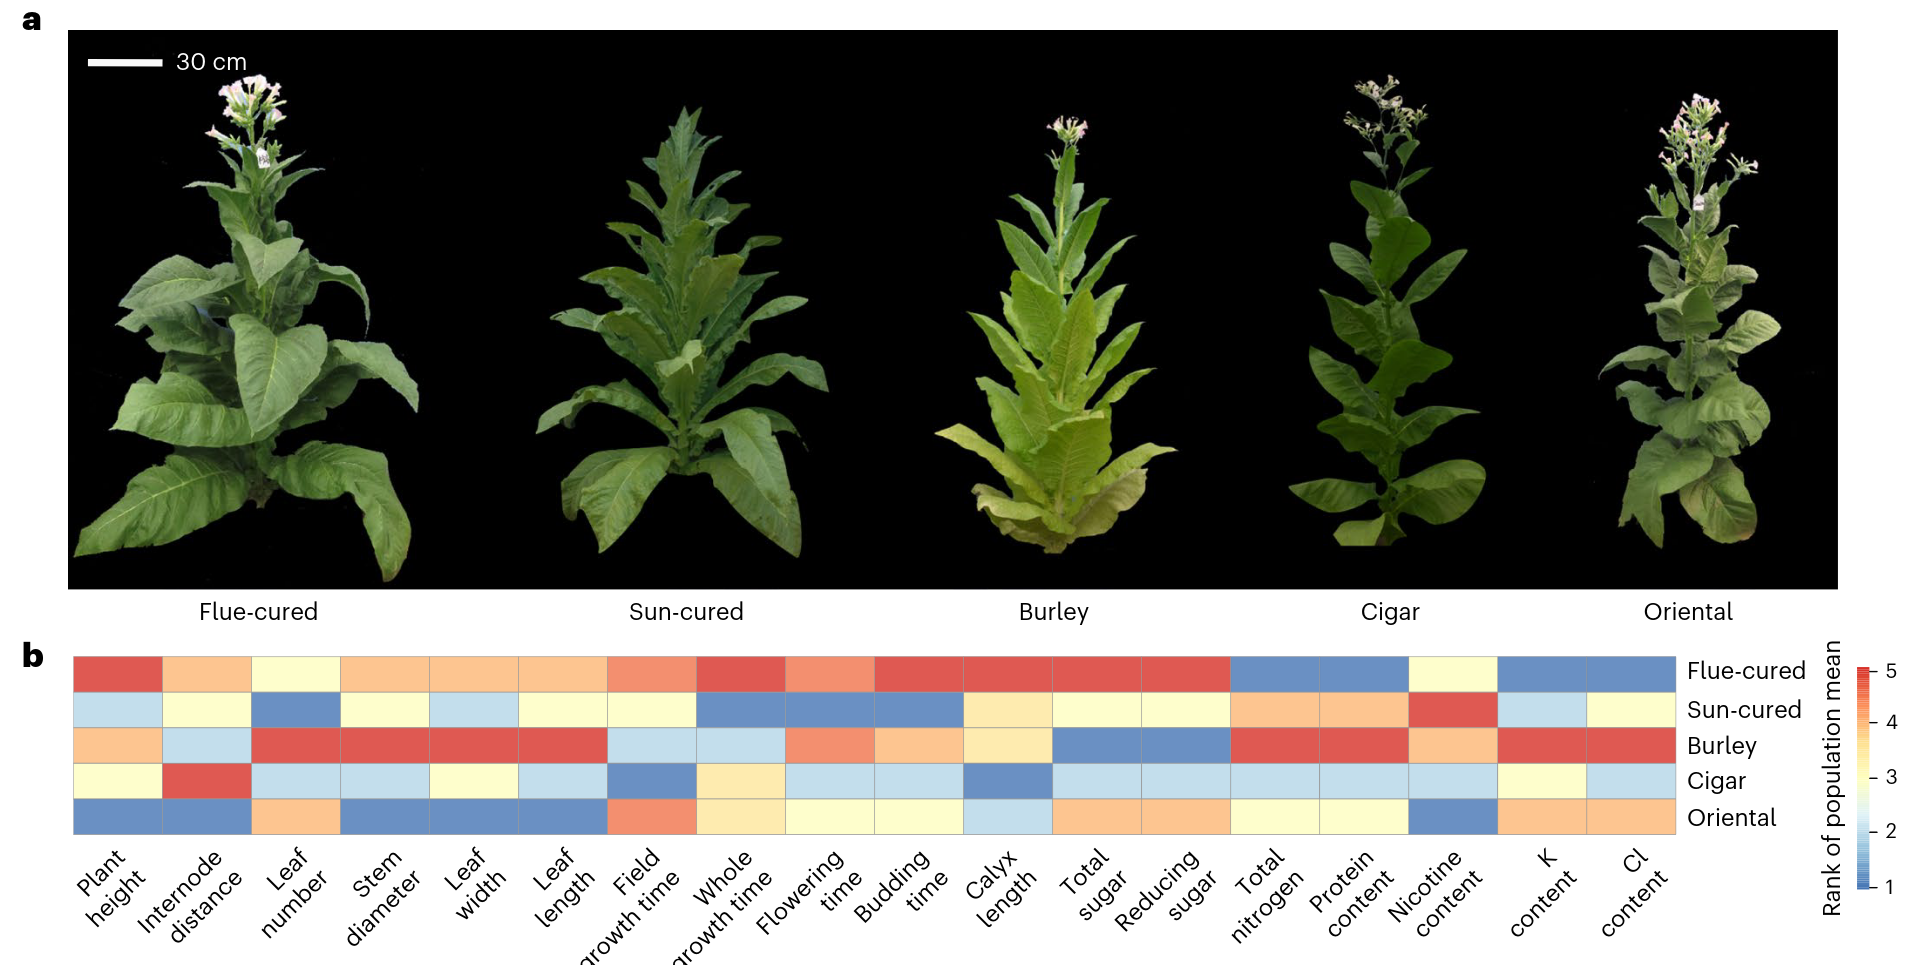 a
30 cm
Flue-cured
Sun-cured
Burley
Cigar
Oriental
b
Flue-cured
Sun-cured
Burley
Cigar
Oriental
Rank of population mean
5
4
3
2
1
Plant
height
Internode
distance
Leaf
number
Stem
diameter
Leaf
width
Leaf
length
Field
growth time
Whole
growth time
Flowering
time
Budding
time
Calyx
length
Total
sugar
Reducing
sugar
Total
nitrogen
Protein
content
Nicotine
content
K
content
Cl
content